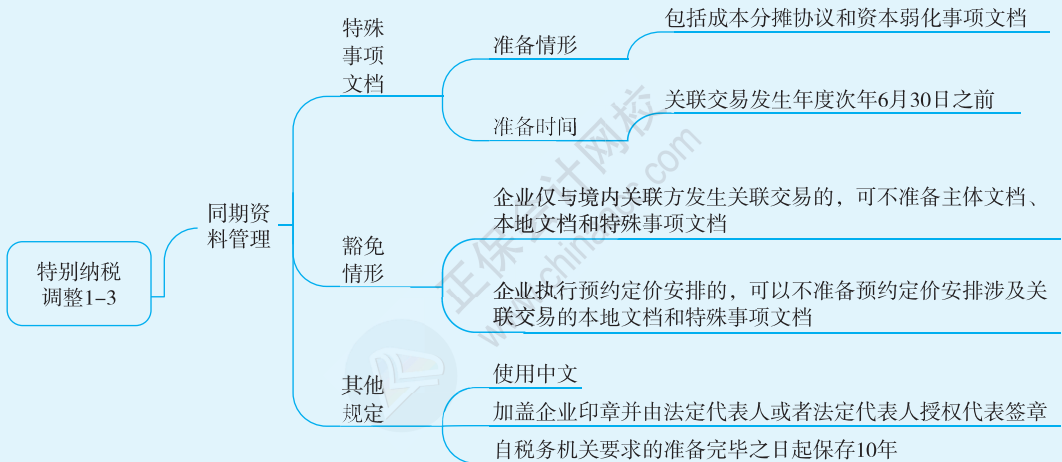 特别纳税
调整1-3
同期资
料管理
特殊
事项
文档
准备情形
包括成本分摊协议和资本弱化事项文档
准备时间
关联交易发生年度次年6月30日之前
豁免
情形
企业仅与境内关联方发生关联交易的，可不准备主体文档、
本地文档和特殊事项文档
企业执行预约定价安排的，可以不准备预约定价安排涉及关
联交易的本地文档和特殊事项文档
其他
规定
使用中文
加盖企业印章并由法定代表人或者法定代表人授权代表签章
自税务机关要求的准备完毕之日起保存10年
正保会计网校
www.chinaacc.com